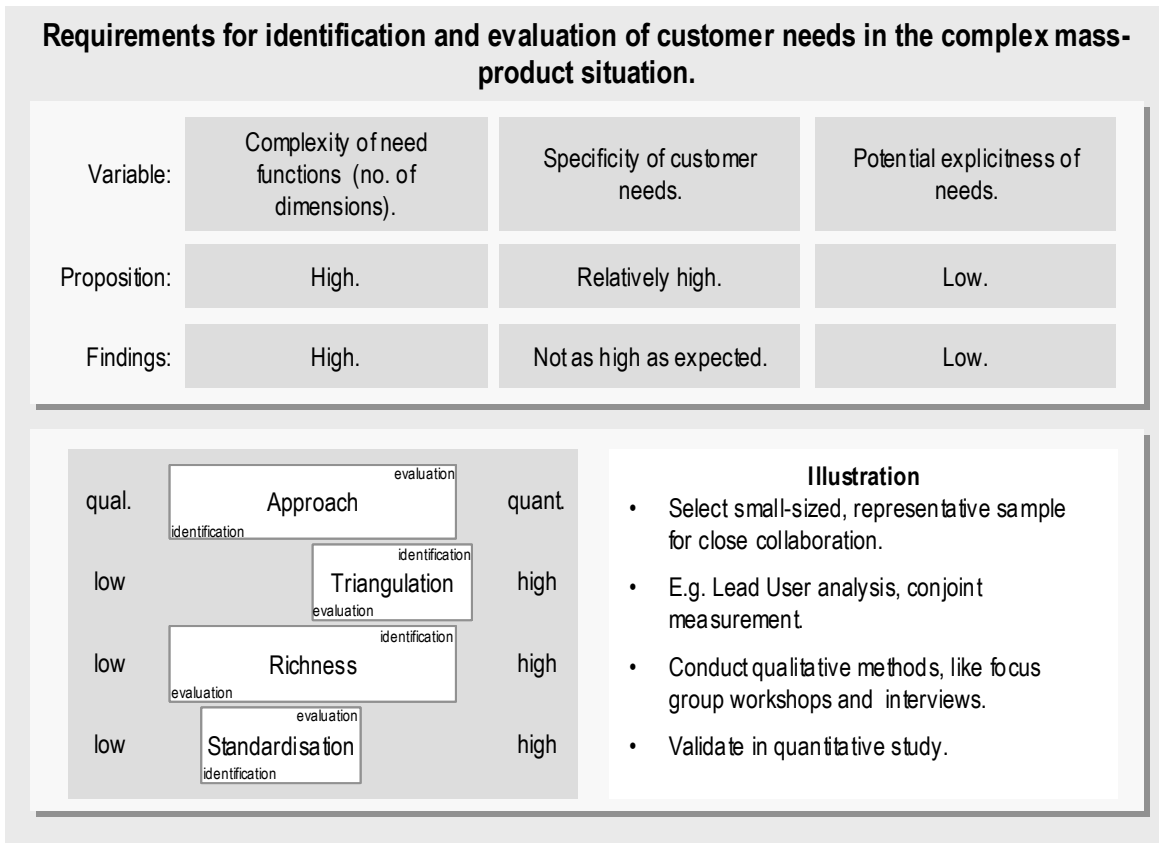 Requirements for identification and evaluation of customer needs in the complex mass-
product situation.
Variable:
Complexity of need
functions (no. of
dimensions).
Specificity of customer
needs.
Potential explicitness of
needs.
Proposition:
High.
Relatively high.
Low.
Findings:
High.
Not as high as expected.
Low.
evaluation
qual.
Approach
quant.
identification
identification
low
Triangulation
high
evaluation
identification
low
Richness
high
evaluation
evaluation
low
Standardisation
high
identification
Illustration
• Select small-sized, representative sample
for close collaboration.
• E.g. Lead User analysis, conjoint
measurement.
• Conduct qualitative methods, like focus
group workshops and interviews.
• Validate in quantitative study.